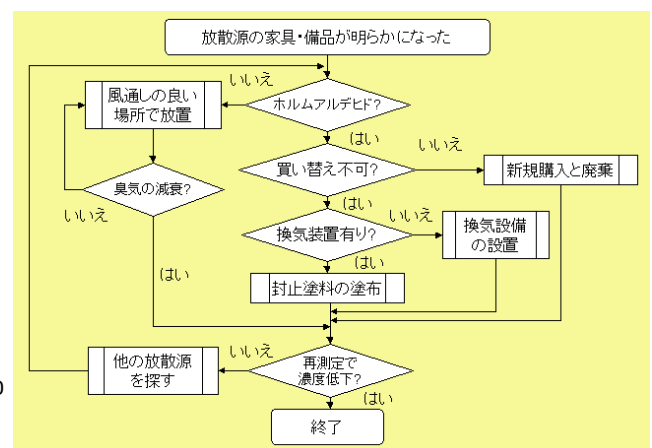 放散源の家具・備品が明らかになった
いいえ
風通しの良い
場所で放置
ホルムアルデヒド?
はい
いいえ
買い替え不可?
新規購入と廃棄
臭気の減衰?
はい
いいえ
いいえ
換気装置有り?
換気設備
の設置
はい
はい
封止塗料の塗布
いいえ
他の放散源
を探す
再測定で
濃度低下?
はい
終了